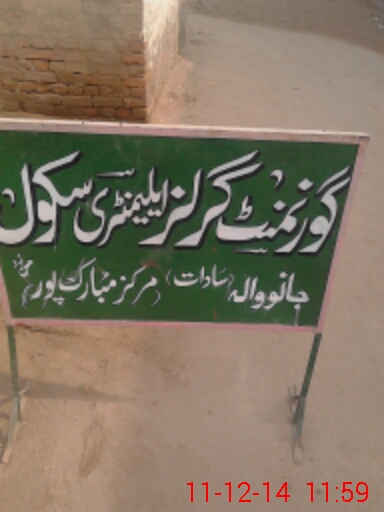 گورنمنٹ گرلز ایلیمنٹری سکول
جانووالہ (سادات) مرکز مبارک پور
11-12-14 11:59